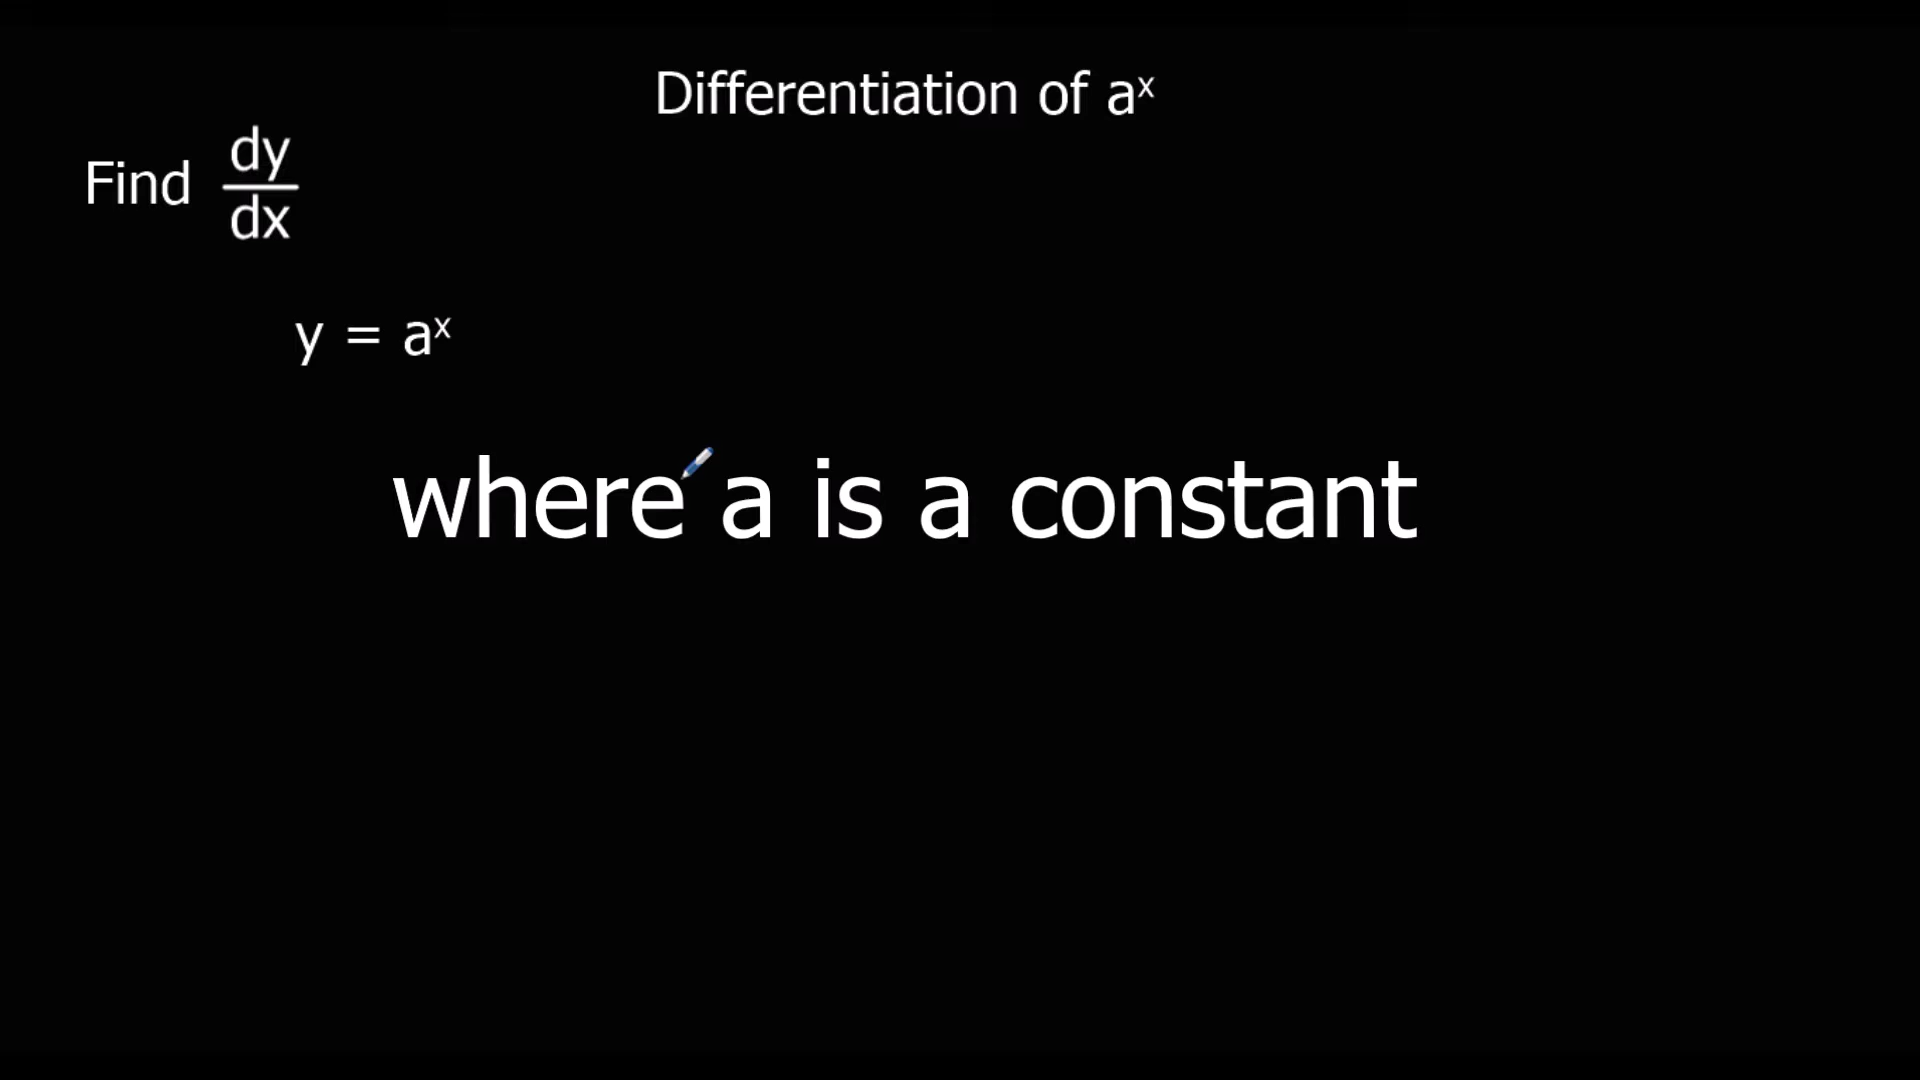 Differentiation of aˣ
Find dy/dx
y = aˣ
where a is a constant